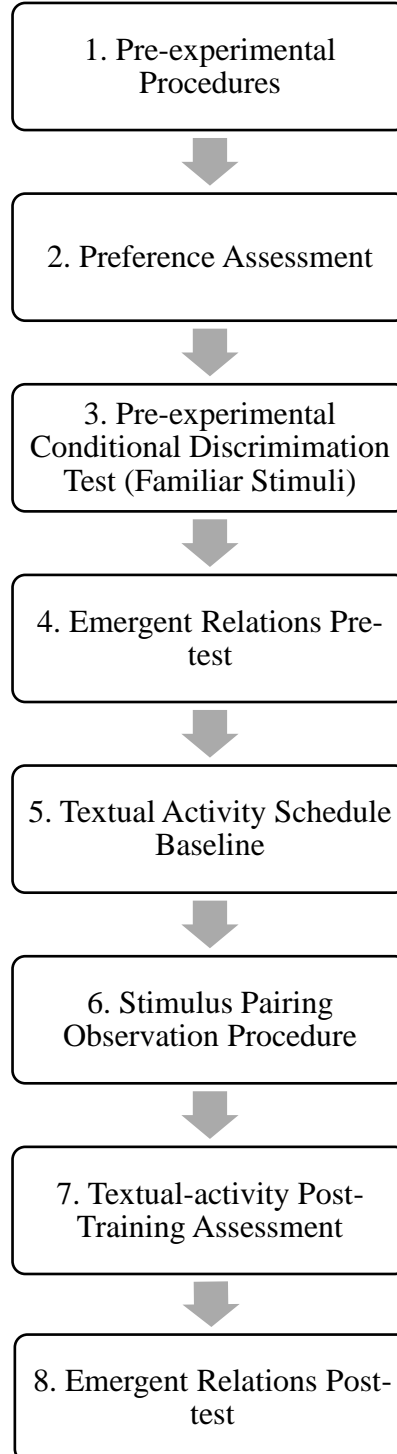 1. Pre-experimental
Procedures
2. Preference Assessment
3. Pre-experimental
Conditional Discrimimation
Test (Familiar Stimuli)
4. Emergent Relations Pre-
test
5. Textual Activity Schedule
Baseline
6. Stimulus Pairing
Observation Procedure
7. Textual-activity Post-
Training Assessment
8. Emergent Relations Post-
test